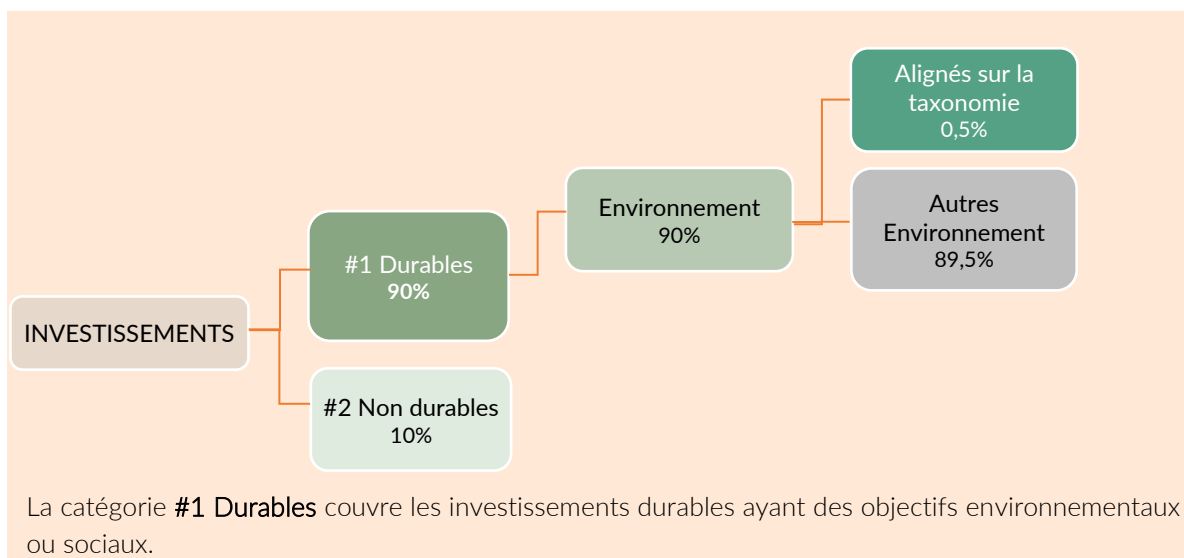 Alignés sur la
taxonomie
0,5%
Environnement
90%
Autres
Environnement
89,5%
#1 Durables
90%
INVESTISSEMENTS
#2 Non durables
10%
La catégorie #1 Durables couvre les investissements durables ayant des objectifs environnementaux
ou sociaux.